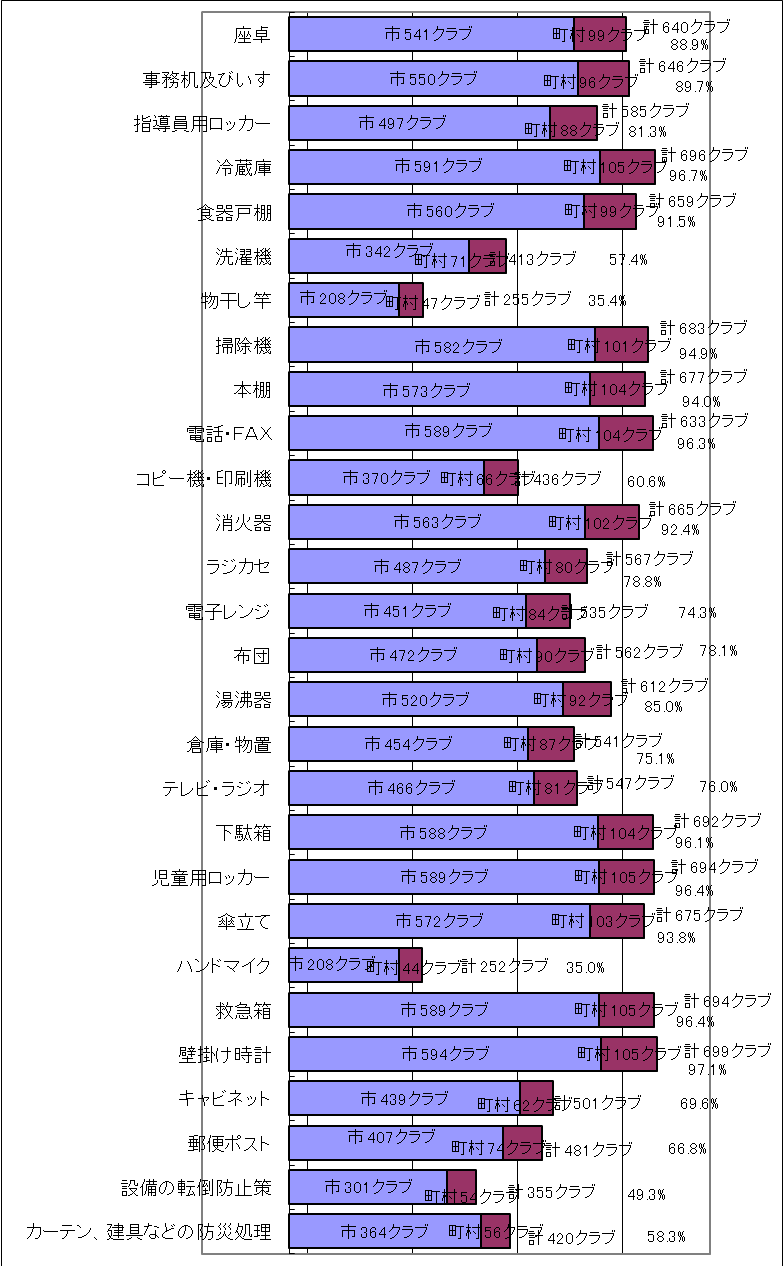 座卓 市 541クラブ 町村 99クラブ 計 640クラブ
88.9%
事務机及びいす 市 550クラブ 町村 96クラブ 計 646クラブ
89.7%
指導員用ロッカー 市 497クラブ 町村 88クラブ 計 585クラブ
81.3%
冷蔵庫 市 591クラブ 町村 105クラブ 計 696クラブ
96.7%
食器戸棚 市 560クラブ 町村 99クラブ 計 659クラブ
91.5%
洗濯機 市 342クラブ 町村 71クラブ 計 413クラブ 57.4%
物干し竿 市 208クラブ 町村 47クラブ 計 255クラブ 35.4%
掃除機 市 582クラブ 町村 101クラブ 計 683クラブ
94.9%
本棚 市 573クラブ 町村 104クラブ 計 677クラブ
94.0%
電話・FAX 市 589クラブ 町村 104クラブ 計 633クラブ
96.3%
コピー機・印刷機 市 370クラブ 町村 66クラブ 計 436クラブ 60.6%
消火器 市 563クラブ 町村 102クラブ 計 665クラブ
92.4%
ラジカセ 市 487クラブ 町村 80クラブ 計 567クラブ
78.8%
電子レンジ 市 451クラブ 町村 84クラブ 計 535クラブ 74.3%
布団 市 472クラブ 町村 90クラブ 計 562クラブ 78.1%
湯沸器 市 520クラブ 町村 92クラブ 計 612クラブ
85.0%
倉庫・物置 市 454クラブ 町村 87クラブ 計 541クラブ
75.1%
テレビ・ラジオ 市 466クラブ 町村 81クラブ 計 547クラブ 76.0%
下駄箱 市 588クラブ 町村 104クラブ 計 692クラブ
96.1%
児童用ロッカー 市 589クラブ 町村 105クラブ 計 694クラブ
96.4%
傘立て 市 572クラブ 町村 103クラブ 計 675クラブ
93.8%
ハンドマイク 市 208クラブ 町村 44クラブ 計 252クラブ 35.0%
救急箱 市 589クラブ 町村 105クラブ 計 694クラブ
96.4%
壁掛け時計 市 594クラブ 町村 105クラブ 計 699クラブ
97.1%
キャビネット 市 439クラブ 町村 62クラブ 計 501クラブ 69.6%
郵便ポスト 市 407クラブ 町村 74クラブ 計 481クラブ 66.8%
設備の転倒防止策 市 301クラブ 町村 54クラブ 計 355クラブ 49.3%
カーテン、建具などの防災処理 市 364クラブ 町村 56クラブ 計 420クラブ 58.3%